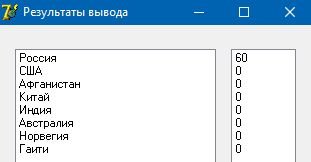 Результаты вывода
Россия 60
США 0
Афганистан 0
Китай 0
Индия 0
Австралия 0
Норвегия 0
Гаити 0